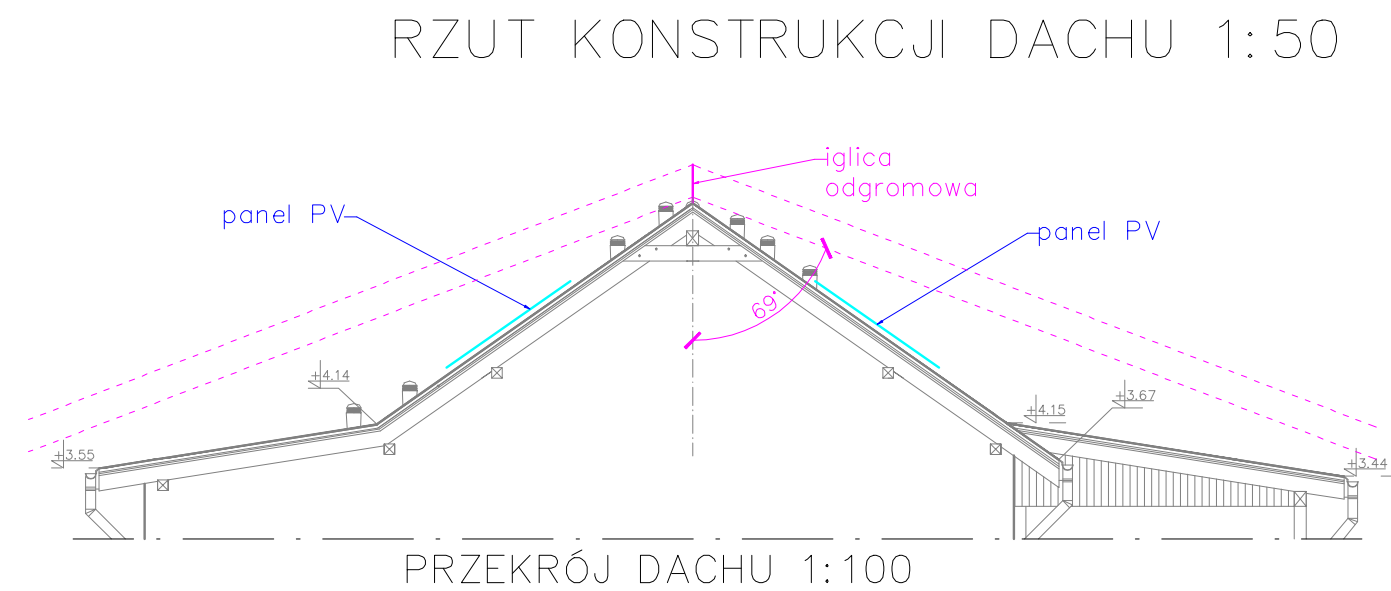 RZUT KONSTRUKCJI DACHU 1:50
iglica
odgromowa
panel PV
panel PV
69°
+4.14
+3.67
+4.15
+3.55
+3.44
PRZEKRÓJ DACHU 1:100